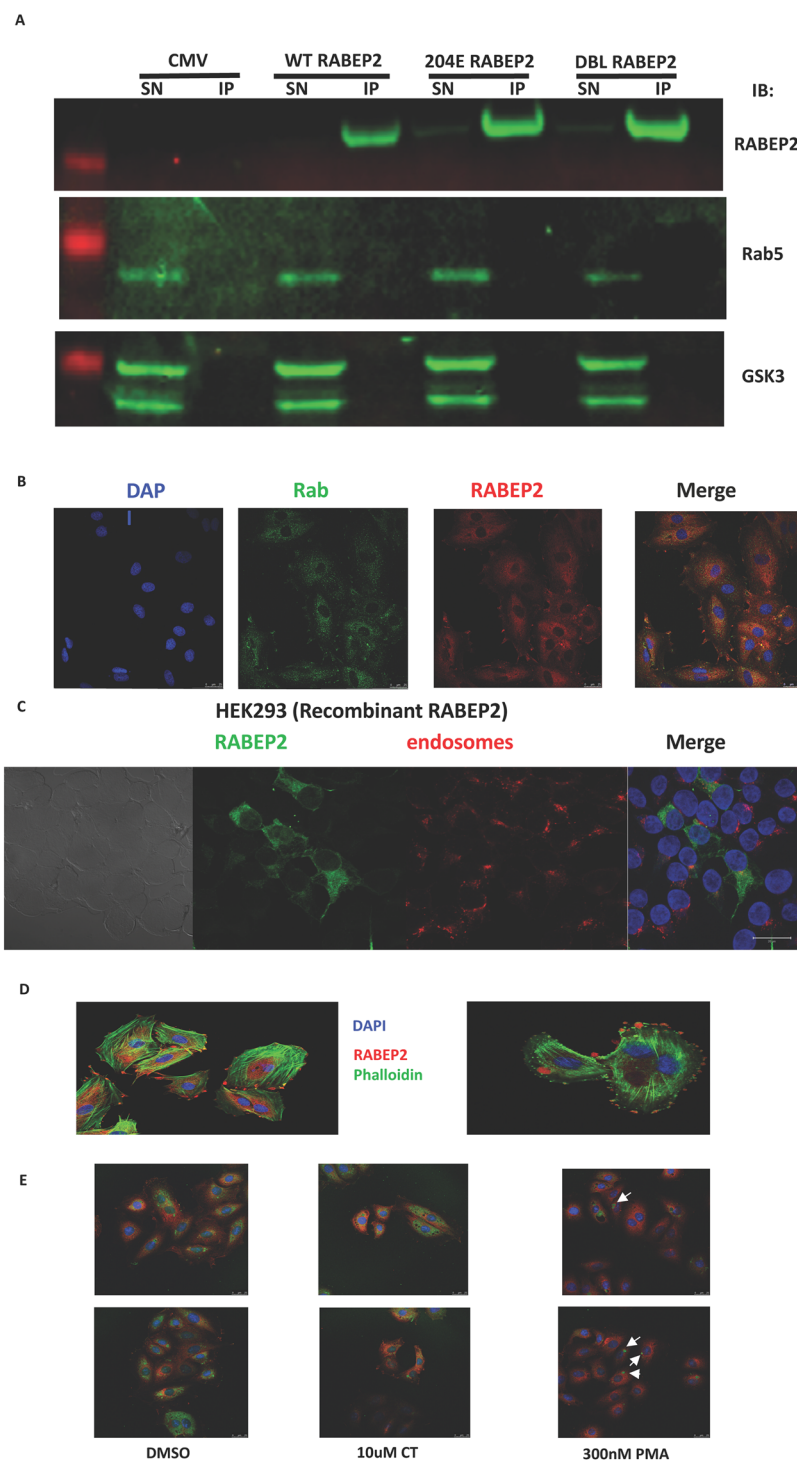 A
CMV WT RABEP2 204E RABEP2 DBL RABEP2
SN IP SN IP SN IP SN IP IB:
RABEP2
Rab5
GSK3
B
DAP Rab RABEP2 Merge
C
HEK293 (Recombinant RABEP2)
RABEP2 endosomes Merge
D
DAPI
RABEP2
Phalloidin
E
DMSO 10uM CT 300nM PMA